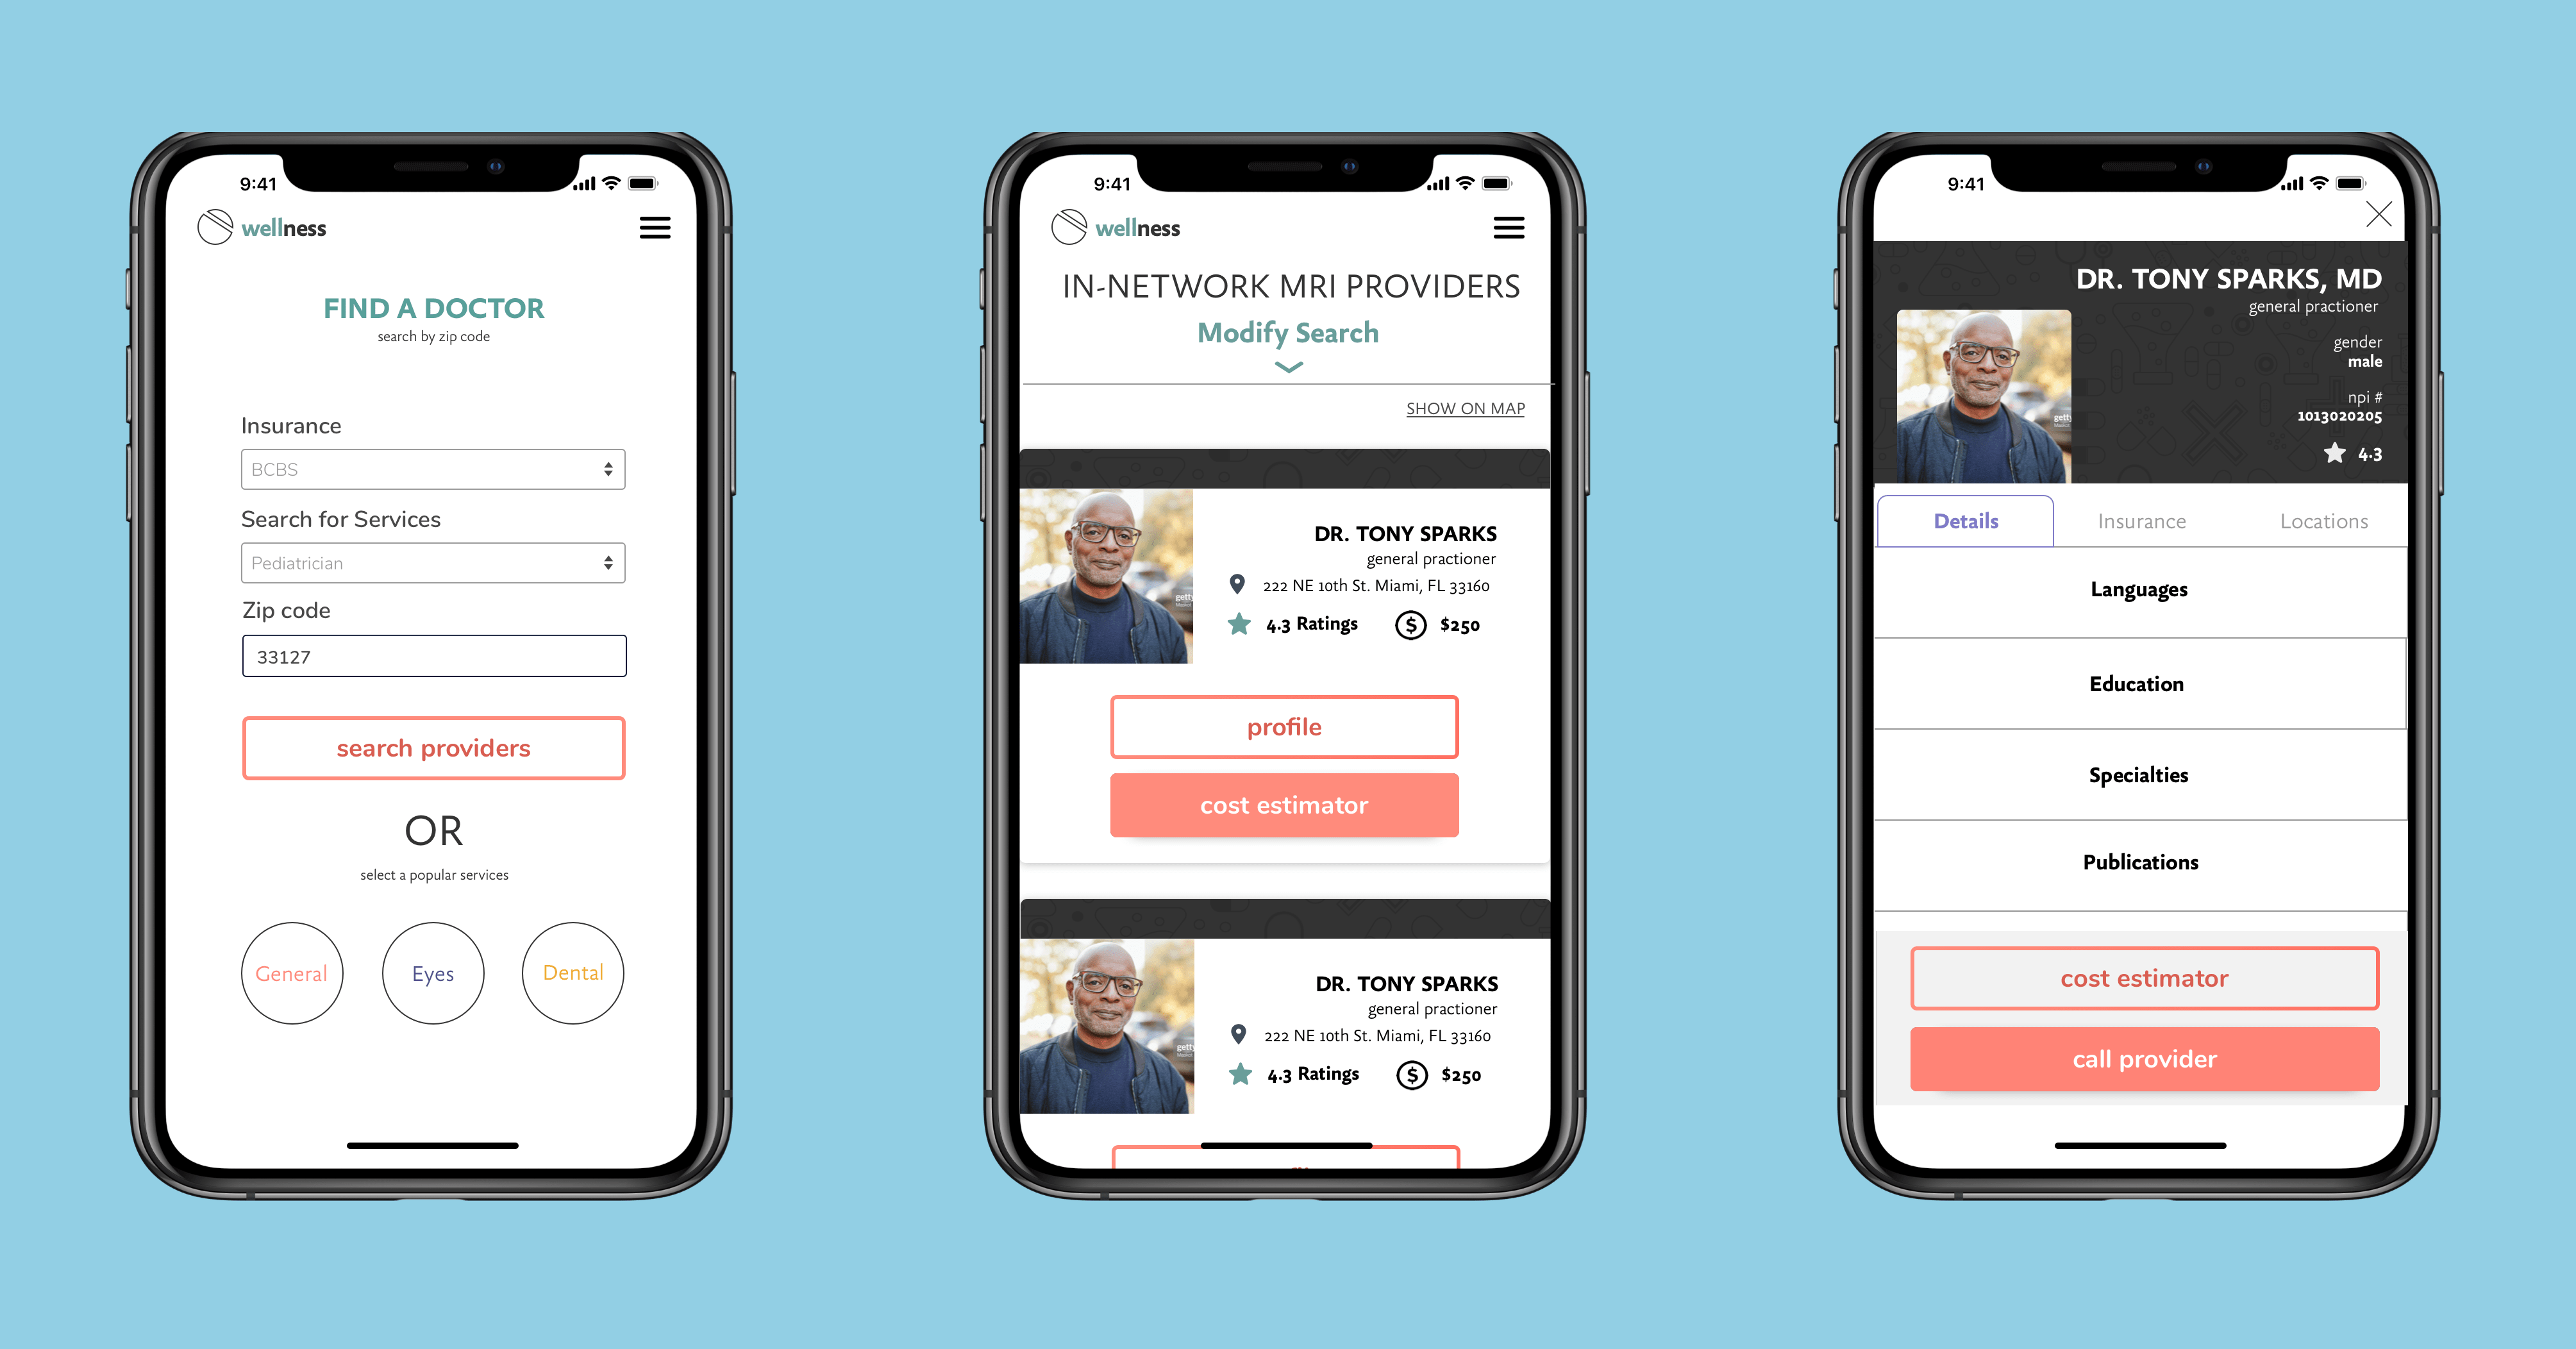 9:41
wellness
FIND A DOCTOR
search by zip code
Insurance
BCBS
Search for Services
Pediatrician
Zip code
33127
search providers
OR
select a popular services
General
Eyes
Dental
9:41
wellness
IN-NETWORK MRI PROVIDERS
Modify Search
SHOW ON MAP
getty
DR. TONY SPARKS
general practioner
222 NE 10th St. Miami, FL 33160
4.3 Ratings
$250
profile
cost estimator
getty
DR. TONY SPARKS
general practioner
222 NE 10th St. Miami, FL 33160
4.3 Ratings
$250
9:41
DR. TONY SPARKS, MD
general practioner
gender
male
npi #
1013020205
4.3
getty
Details
Insurance
Locations
Languages
Education
Specialties
Publications
cost estimator
call provider